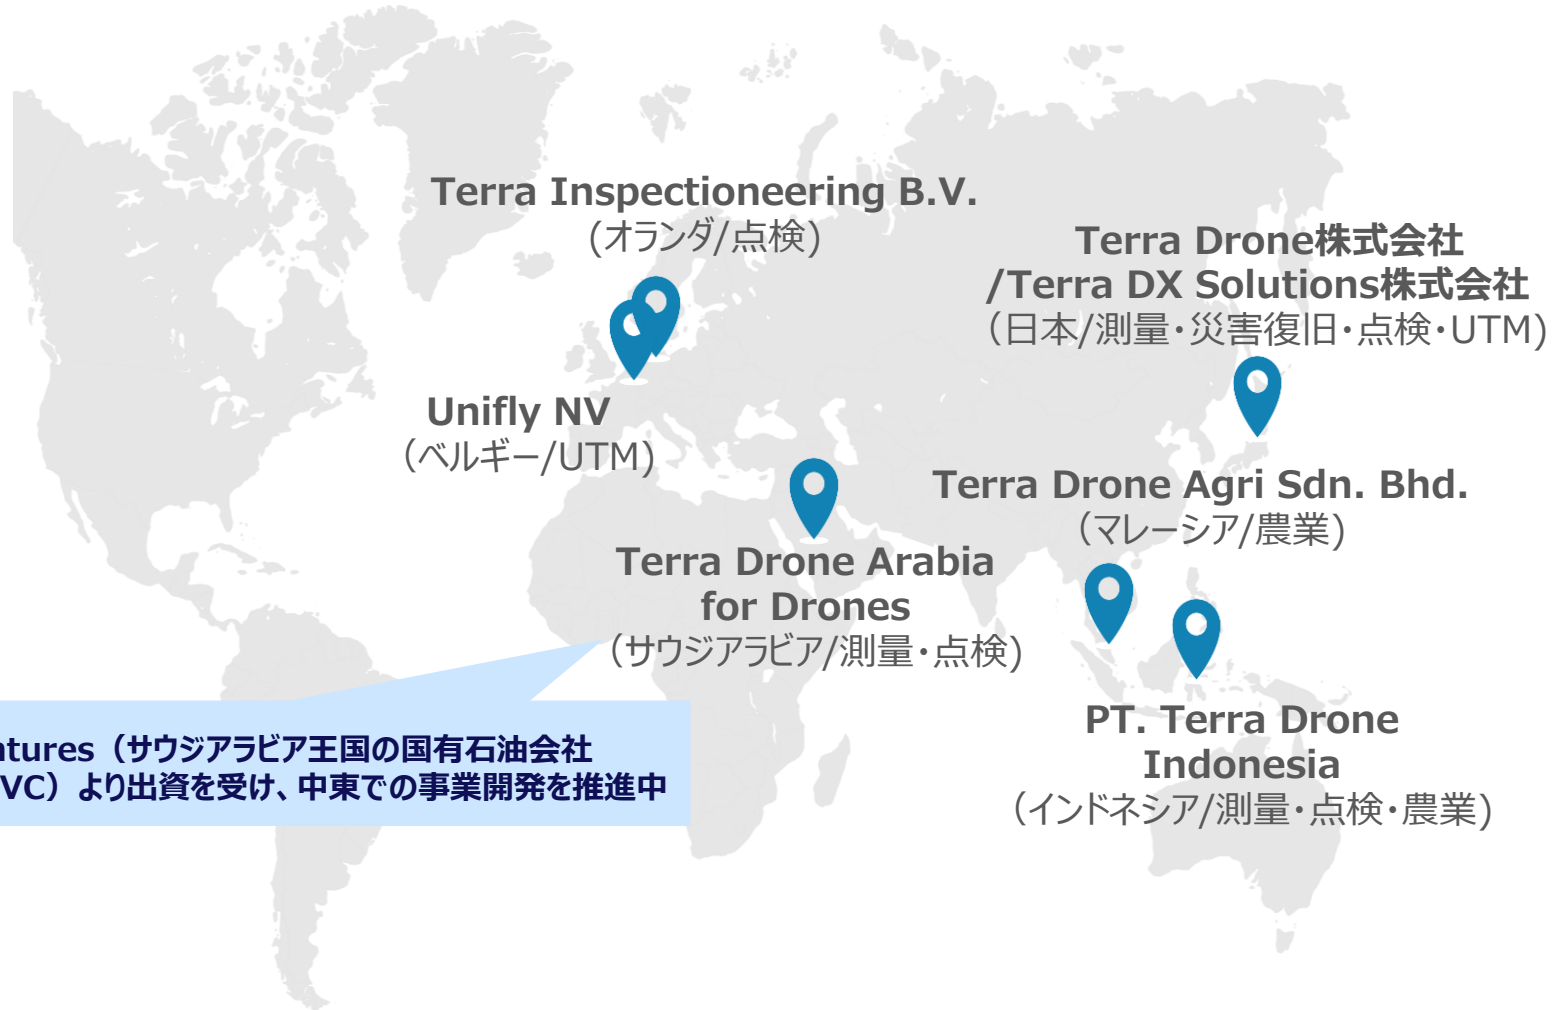 Terra Inspectioneering B.V.
(オランダ/点検)
Terra Drone株式会社
/Terra DX Solutions株式会社
（日本/測量・災害復旧・点検・UTM)
Unifly NV
（ベルギー/UTM)
Terra Drone Agri Sdn. Bhd.
（マレーシア/農業)
Terra Drone Arabia
for Drones
（サウジアラビア/測量・点検)
PT. Terra Drone
Indonesia
（インドネシア/測量・点検・農業)
ntures（サウジアラビア王国の国有石油会社
VC）より出資を受け、中東での事業開発を推進中